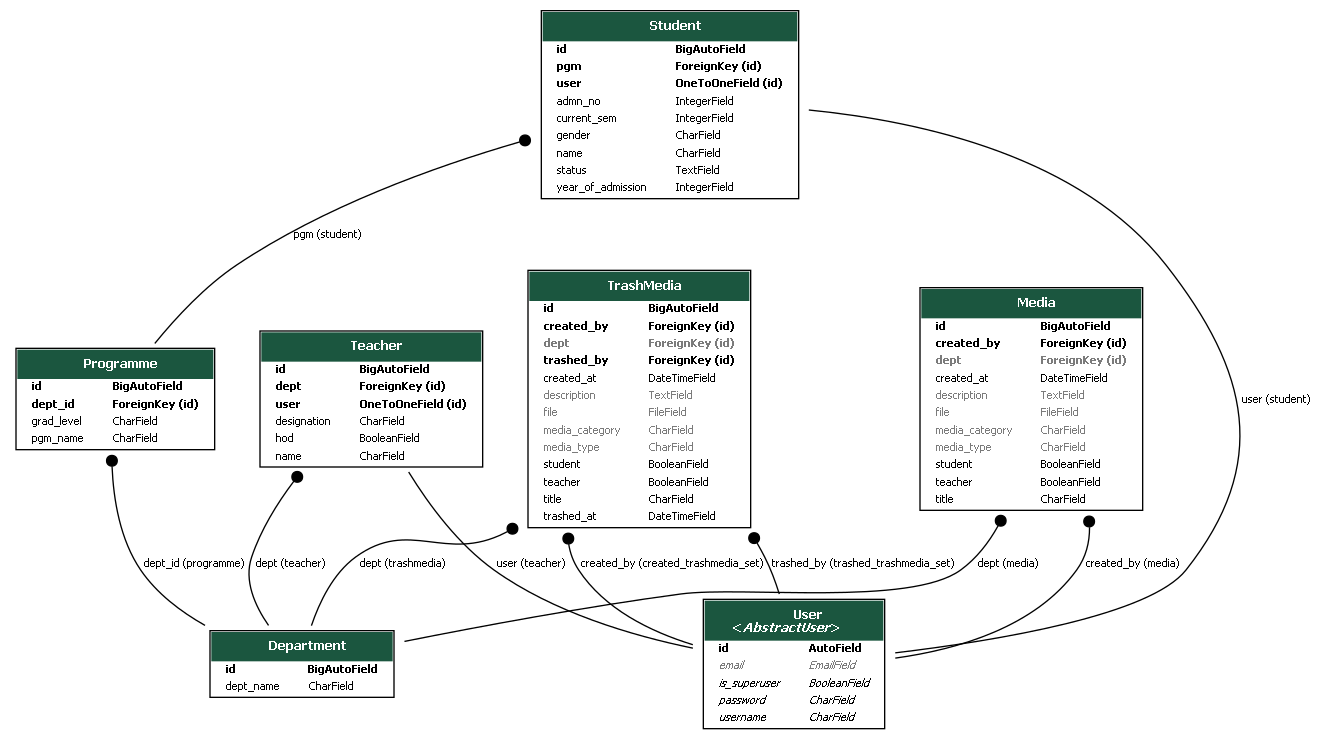 Student
id BigAutoField
pgm ForeignKey (id)
user OneToOneField (id)
admn_no IntegerField
current_sem IntegerField
gender CharField
name CharField
status TextField
year_of_admission IntegerField
pgm (student)
TrashMedia
id BigAutoField
created_by ForeignKey (id)
dept ForeignKey (id)
trashed_by ForeignKey (id)
created_at DateTimeField
description TextField
file FileField
media_category CharField
media_type CharField
student BooleanField
teacher BooleanField
title CharField
trashed_at DateTimeField
Media
id BigAutoField
created_by ForeignKey (id)
dept ForeignKey (id)
created_at DateTimeField
description TextField
file FileField
media_category CharField
media_type CharField
student BooleanField
teacher BooleanField
title CharField
Teacher
id BigAutoField
dept ForeignKey (id)
user OneToOneField (id)
designation CharField
hod BooleanField
name CharField
Programme
id BigAutoField
dept_id ForeignKey (id)
grad_level CharField
pgm_name CharField
user (student)
dept_id (programme)
dept (teacher)
dept (trashmedia)
user (teacher)
created_by (created_trashmedia_set)
trashed_by (trashed_trashmedia_set)
dept (media)
created_by (media)
Department
id BigAutoField
dept_name CharField
User
<AbstractUser>
id AutoField
email EmailField
is_superuser BooleanField
password CharField
username CharField